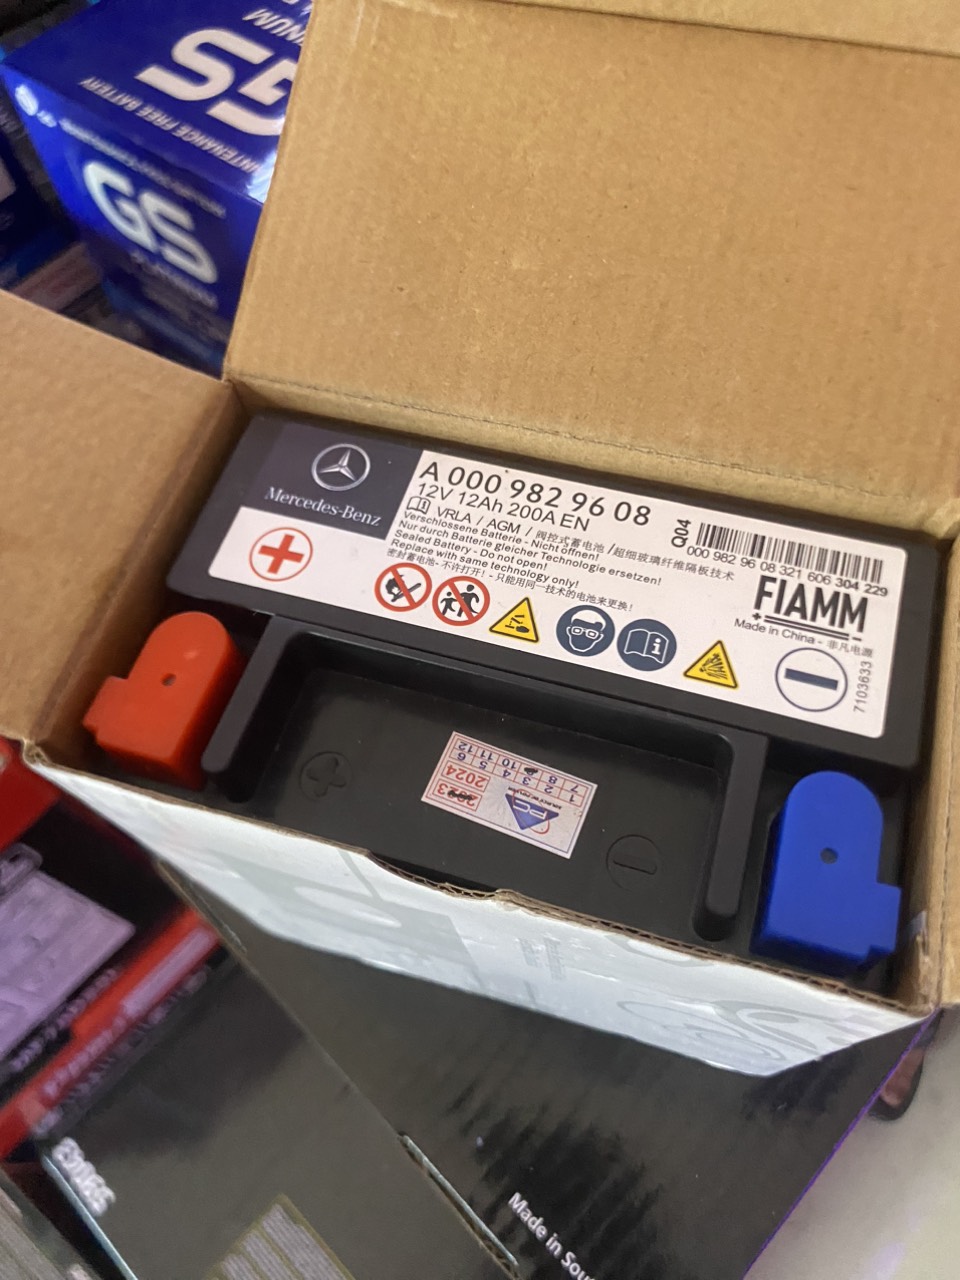 GS
MAINTENANCE FREE BATTERY
GS
Mercedes-Benz
A 000 982 96 08
12V 12Ah 200A EN
VRLA / AGM / 阀控式蓄电池 /超细玻璃纤维隔板技术
Verschlossene Batterie - Nicht öffnen!
Nur durch Batterie gleicher Technologie ersetzen!
Sealed Battery - Do not open!
Replace with same technology only!
密封蓄电池- 不许打开! - 只能用同一技术的电池来更换!
Q04
000 982 96 08 321 606 304 229
FIAMM
Made in China - 非凡电源
7103633
2024
1 2 3 4 5 6
7 8 10 11 12
PC
Made in Sou